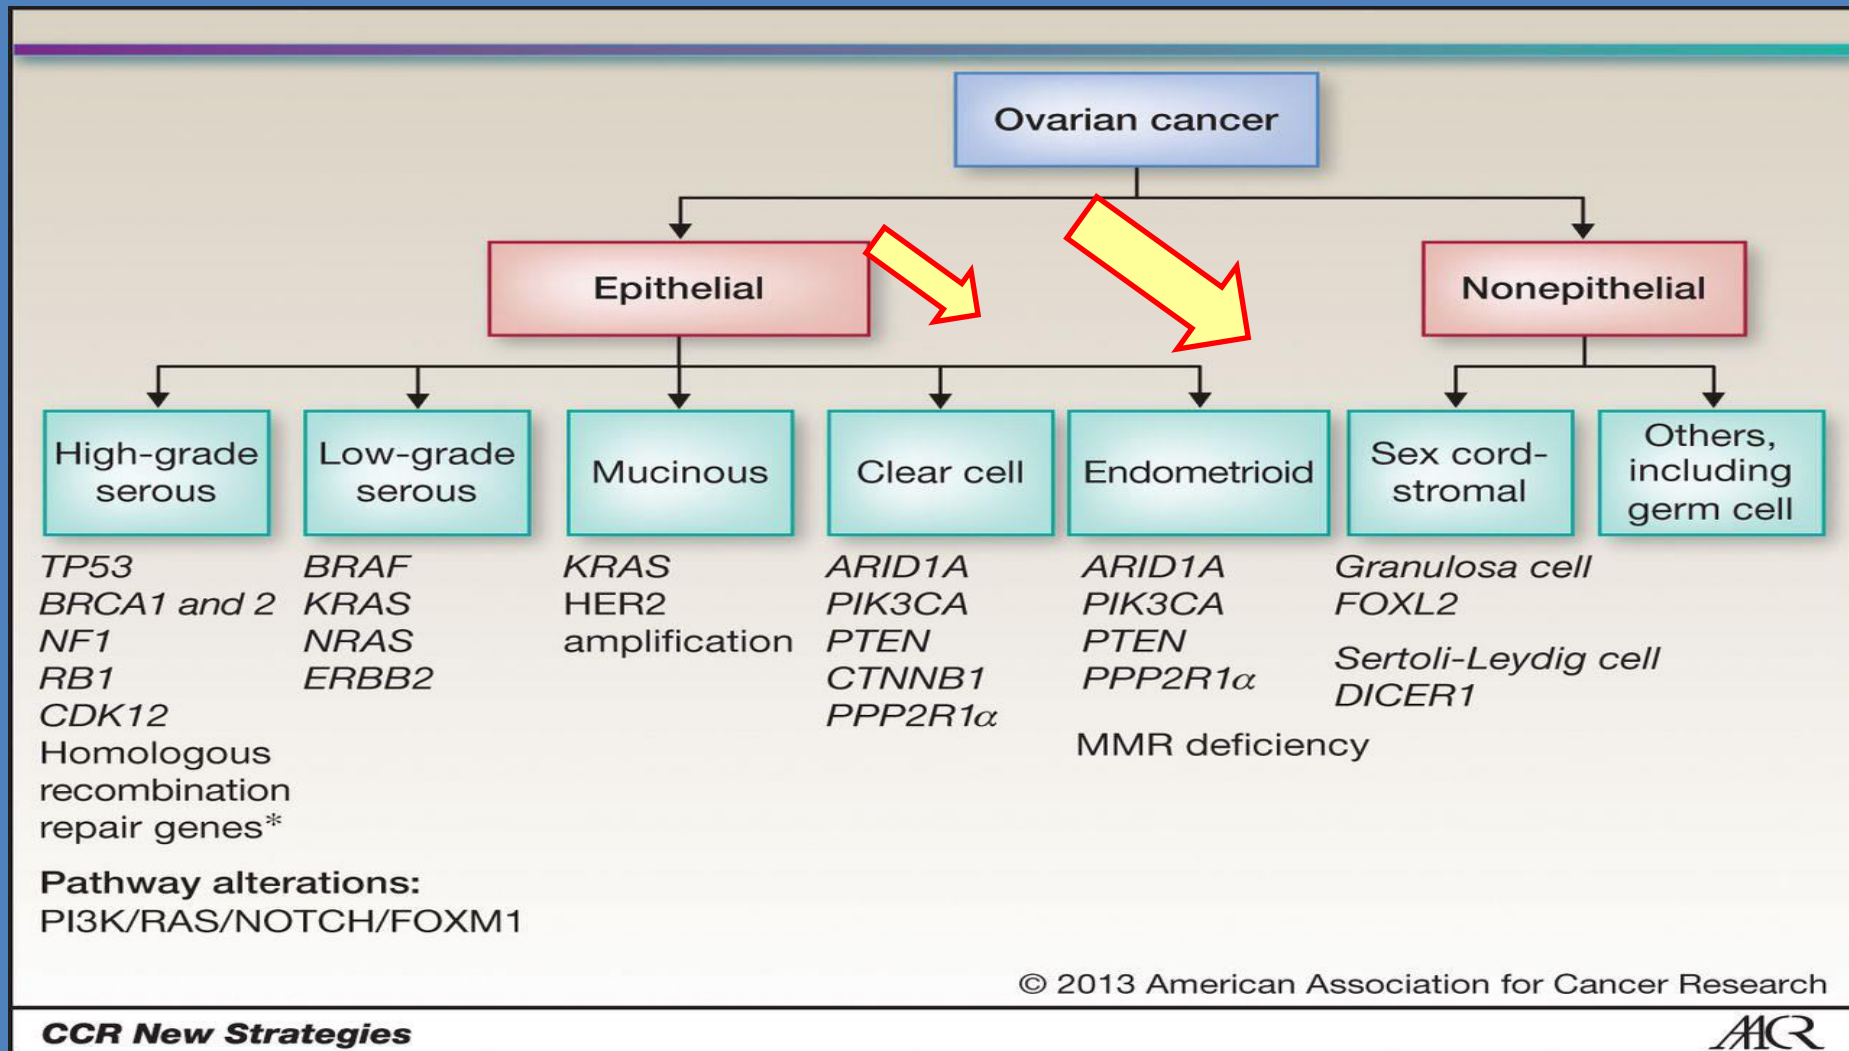 Ovarian cancer
Epithelial
Nonepithelial
High-grade
serous
Low-grade
serous
Mucinous
Clear cell
Endometrioid
Sex cord-
stromal
Others,
including
germ cell
TP53
BRCA1 and 2
NF1
RB1
CDK12
Homologous
recombination
repair genes*
Pathway alterations:
PI3K/RAS/NOTCH/FOXM1
BRAF
KRAS
NRAS
ERBB2
KRAS
HER2
amplification
ARID1A
PIK3CA
PTEN
CTNNB1
PPP2R1α
ARID1A
PIK3CA
PTEN
PPP2R1α
MMR deficiency
Granulosa cell
FOXL2
Sertoli-Leydig cell
DICER1
© 2013 American Association for Cancer Research
CCR New Strategies
AACR